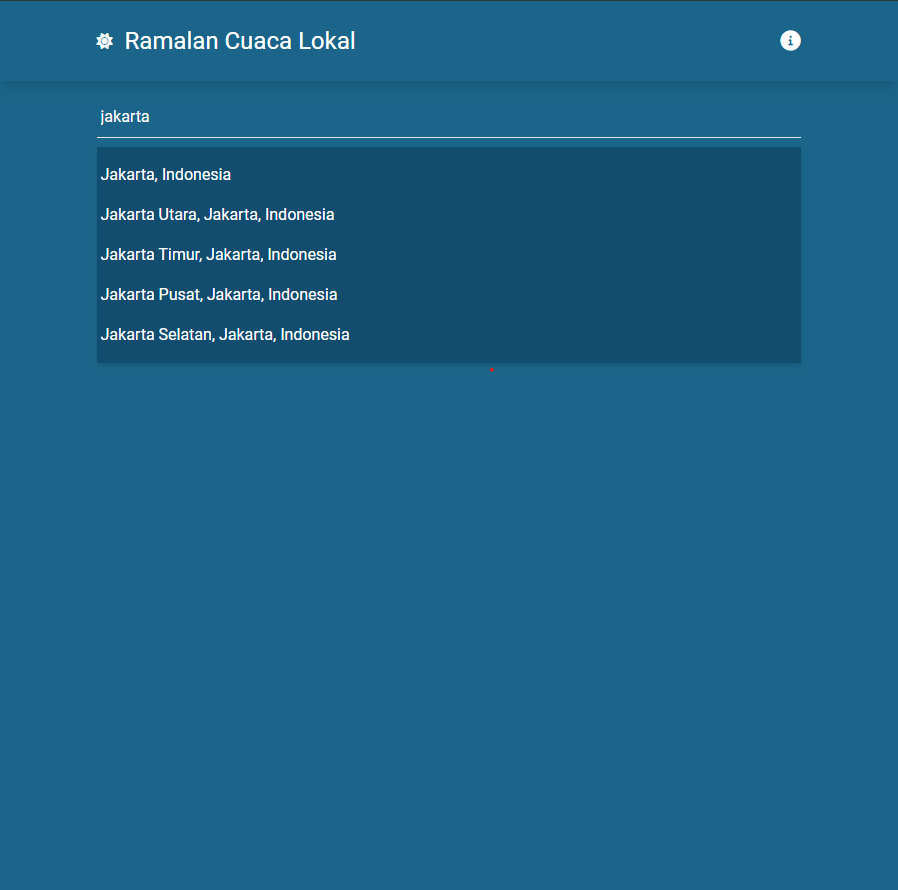 Ramalan Cuaca Lokal
jakarta
Jakarta, Indonesia
Jakarta Utara, Jakarta, Indonesia
Jakarta Timur, Jakarta, Indonesia
Jakarta Pusat, Jakarta, Indonesia
Jakarta Selatan, Jakarta, Indonesia